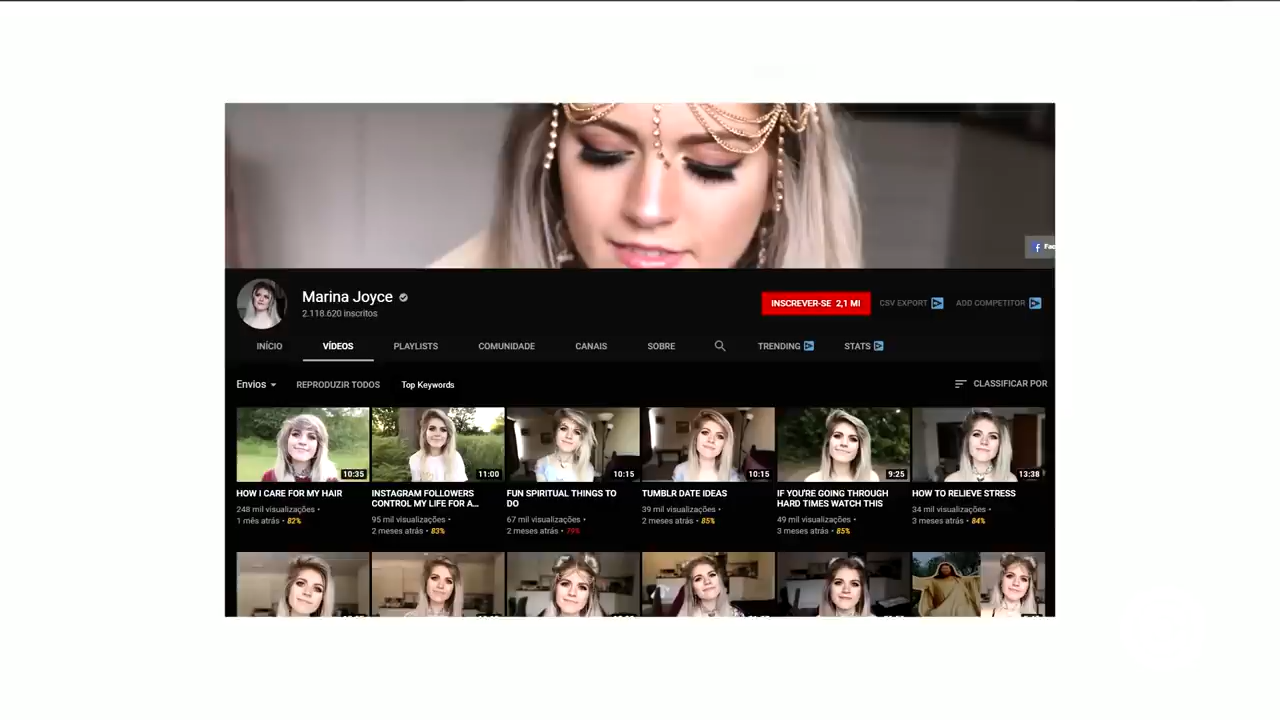 Fac
Marina Joyce
2.118.620 inscritos
INSCREVER-SE 2,1 MI
CSV EXPORT
ADD COMPETITOR
INÍCIO
VÍDEOS
PLAYLISTS
COMUNIDADE
CANAIS
SOBRE
TRENDING
STATS
Envios
REPRODUZIR TODOS
Top Keywords
CLASSIFICAR POR
10:35
11:00
10:15
10:15
9:25
13:38
HOW I CARE FOR MY HAIR
248 mil visualizações •
1 mês atrás • 82%
INSTAGRAM FOLLOWERS
CONTROL MY LIFE FOR A...
95 mil visualizações •
2 meses atrás • 83%
FUN SPIRITUAL THINGS TO
DO
67 mil visualizações •
2 meses atrás • 79%
TUMBLR DATE IDEAS
39 mil visualizações •
2 meses atrás • 85%
IF YOU'RE GOING THROUGH
HARD TIMES WATCH THIS
49 mil visualizações •
3 meses atrás • 85%
HOW TO RELIEVE STRESS
34 mil visualizações •
3 meses atrás • 84%